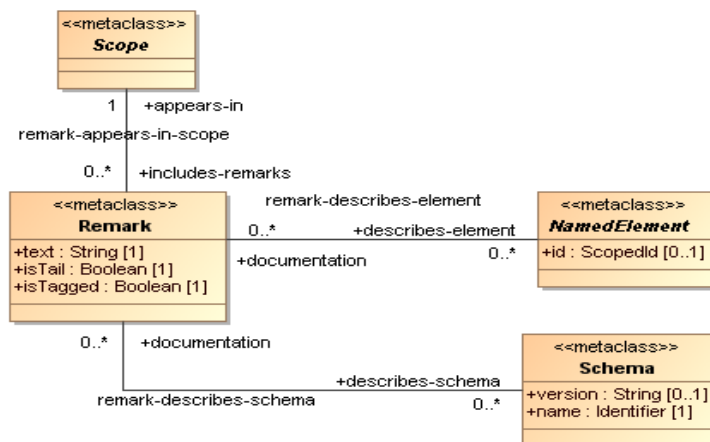 <<metaclass>>
Scope
1 +appears-in
remark-appears-in-scope
0..* +includes-remarks
<<metaclass>>
Remark
+text : String [1]
+isTail : Boolean [1]
+isTagged : Boolean [1]
remark-describes-element
0..* +describes-element
+documentation 0..*
<<metaclass>>
NamedElement
+id : ScopedId [0..1]
0..* +documentation
+describes-schema
remark-describes-schema 0..*
<<metaclass>>
Schema
+version : String [0..1]
+name : Identifier [1]